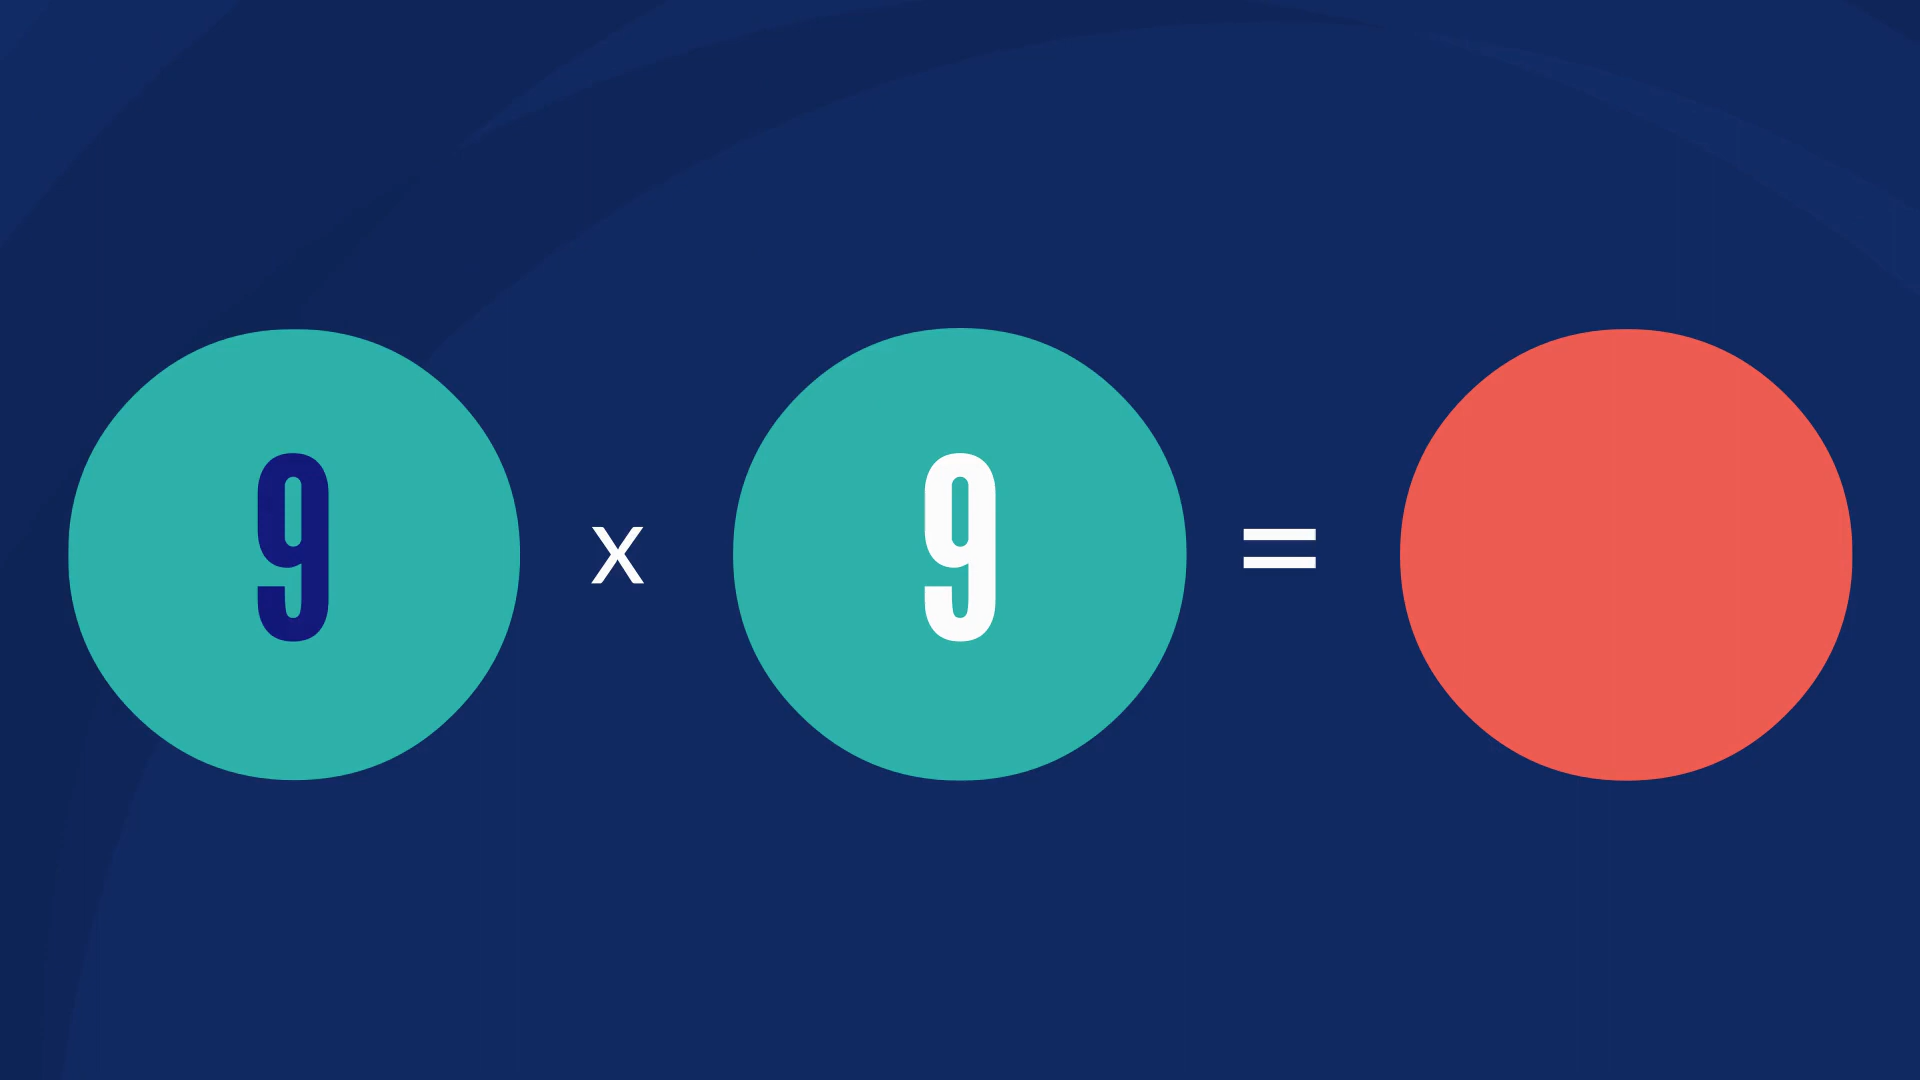 9 x 9 =